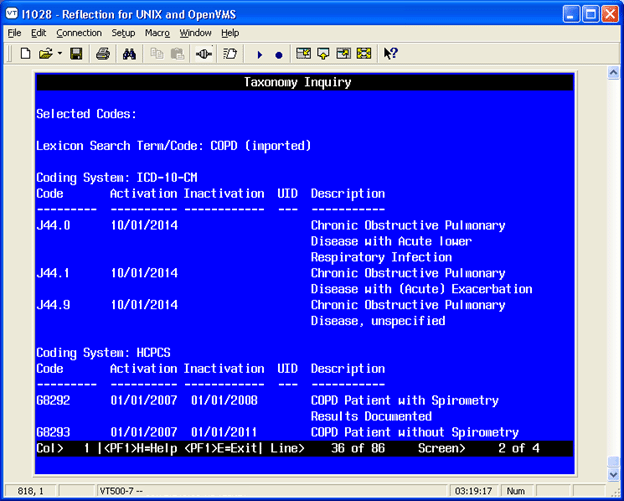 VT I1028 - Reflection for UNIX and OpenVMS
File Edit Connection Setup Macro Window Help
Taxonomy Inquiry
Selected Codes:
Lexicon Search Term/Code: COPD (imported)
Coding System: ICD-10-CM
Code Activation Inactivation UID Description
--------- ---------- ------------ --- -----------
J44.0 10/01/2014 Chronic Obstructive Pulmonary
Disease with Acute lower
Respiratory Infection
J44.1 10/01/2014 Chronic Obstructive Pulmonary
Disease with (Acute) Exacerbation
J44.9 10/01/2014 Chronic Obstructive Pulmonary
Disease, unspecified
Coding System: HCPCS
Code Activation Inactivation UID Description
--------- ---------- ------------ --- -----------
G8292 01/01/2007 01/01/2008 COPD Patient with Spirometry
Results Documented
G8293 01/01/2007 01/01/2011 COPD Patient without Spirometry
Col> 1 |<PF1>H=Help <PF1>E=Exit| Line> 36 of 86 Screen> 2 of 4
818, 1 VT500-7 -- 03:19:17 Num